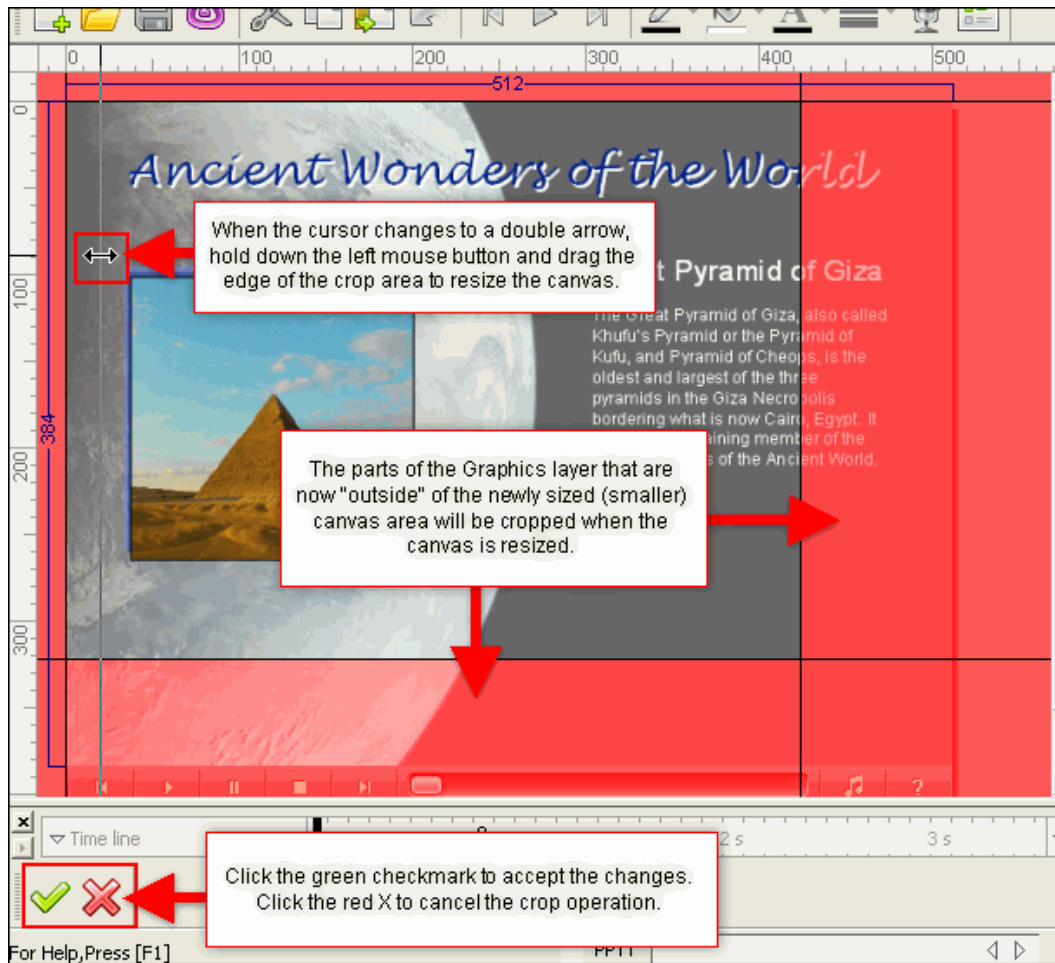 0 100 200 300 400 500
512
0
Ancient Wonders of the World
When the cursor changes to a double arrow,
hold down the left mouse button and drag the
edge of the crop area to resize the canvas.
t Pyramid of Giza
100
The Great Pyramid of Giza, also called
Khufu's Pyramid or the Pyramid of
Kufu, and Pyramid of Cheops, is the
oldest and largest of the three
pyramids in the Giza Necropolis
bordering what is now Cairo, Egypt. It
aining member of the
s of the Ancient World.
384
200
The parts of the Graphics layer that are
now "outside" of the newly sized (smaller)
canvas area will be cropped when the
canvas is resized.
300
?
Time line
2 s 3 s
Click the green checkmark to accept the changes.
Click the red X to cancel the crop operation.
For Help,Press [F1]